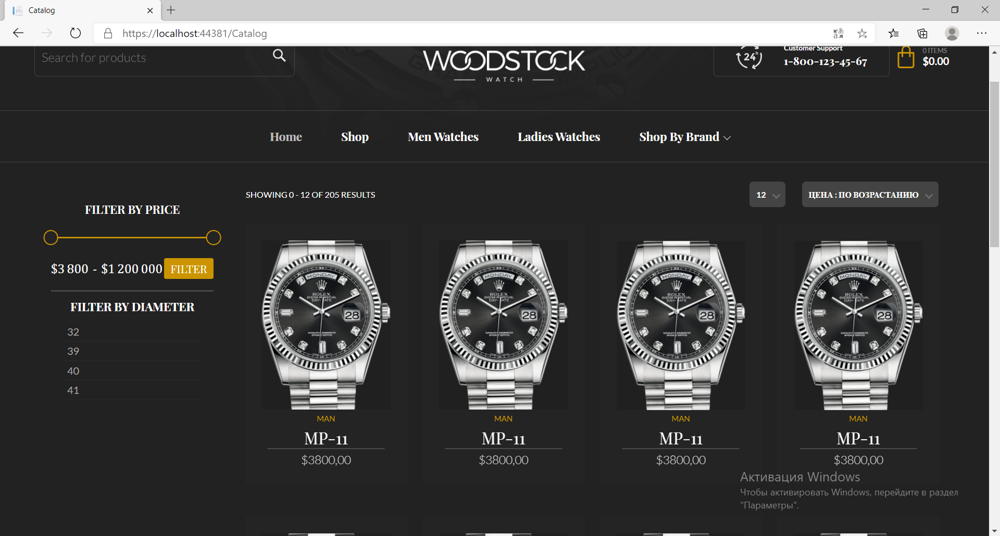 Catalog
https://localhost:44381/Catalog
Search for products
WOODSTOCK
WATCH
24h
Customer Support
1-800-123-45-67
0 ITEMS
$0.00
Home
Shop
Men Watches
Ladies Watches
Shop By Brand
SHOWING 0 - 12 OF 205 RESULTS
12
ЦЕНА : ПО ВОЗРАСТАНИЮ
FILTER BY PRICE
$3 800 - $1 200 000
FILTER
FILTER BY DIAMETER
32
39
40
41
MONDAY
ROLEX
OYSTER PERPETUAL
DAY-DATE
28
MONDAY
ROLEX
OYSTER PERPETUAL
DAY-DATE
28
MONDAY
ROLEX
OYSTER PERPETUAL
DAY-DATE
28
MONDAY
ROLEX
OYSTER PERPETUAL
DAY-DATE
28
MAN
MP-11
$3800,00
MAN
MP-11
$3800,00
MAN
MP-11
$3800,00
MAN
MP-11
$3800,00
Активация Windows
Чтобы активировать Windows, перейдите в раздел
"Параметры".